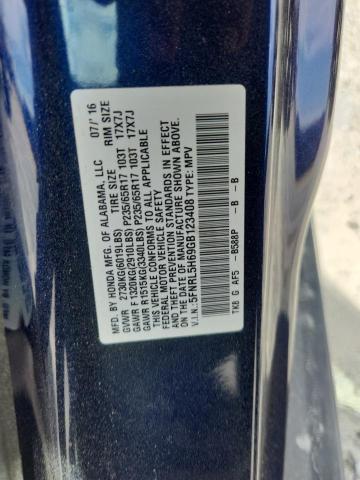 MFD. BY HONDA MFG. OF ALABAMA, LLC 07/'16
TIRE SIZE RIM SIZE
GVWR 2730KG(6019LBS)
GAWR F 1320KG(2910LBS) P235/65R17 103T 17X7J
GAWR R 1515KG(3340LBS) P235/65R17 103T 17X7J
THIS VEHICLE CONFORMS TO ALL APPLICABLE
FEDERAL MOTOR VEHICLE SAFETY
AND THEFT PREVENTION STANDARDS IN EFFECT
ON THE DATE OF MANUFACTURE SHOWN ABOVE.
V.I.N.: 5FNRL5H69GB123408 TYPE: MPV
TK8 G AF5 -B588P - B - B